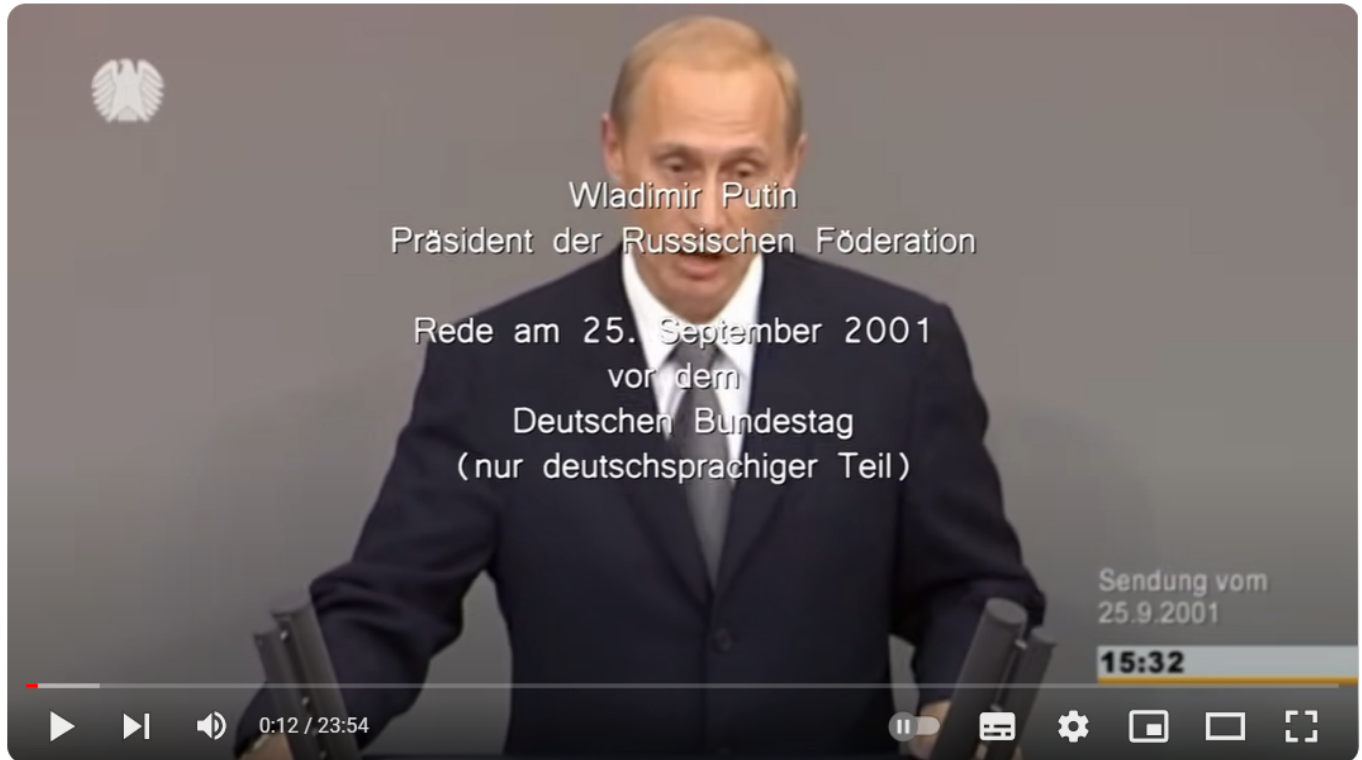 Wladimir Putin
Präsident der Russischen Föderation
Rede am 25. September 2001
vor dem
Deutschen Bundestag
(nur deutschsprachiger Teil)
Sendung vom
25.9.2001
15:32
0:12 / 23:54